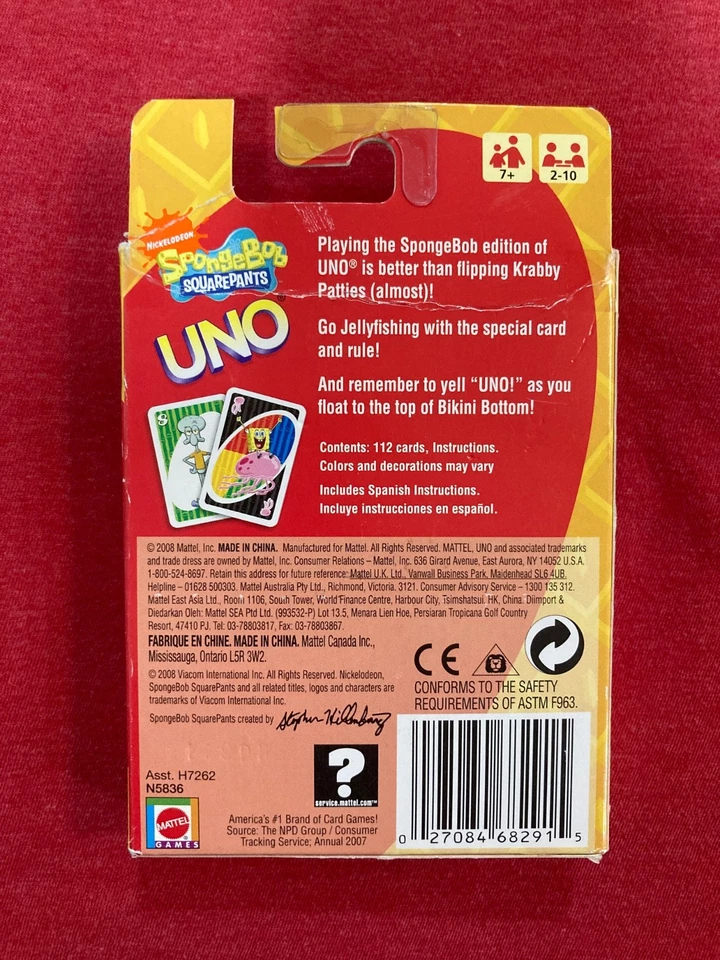 7+
2-10
NICKELODEON
SpongeBob
SQUAREPANTS
UNO®
Playing the SpongeBob edition of
UNO® is better than flipping Krabby
Patties (almost)!
Go Jellyfishing with the special card
and rule!
And remember to yell “UNO!” as you
float to the top of Bikini Bottom!
8
Contents: 112 cards, Instructions.
Colors and decorations may vary
Includes Spanish Instructions.
Incluye instrucciones en español.
© 2008 Mattel, Inc. MADE IN CHINA. Manufactured for Mattel. All Rights Reserved. MATTEL, UNO and associated trademarks
and trade dress are owned by Mattel, Inc. Consumer Relations – Mattel, Inc. 636 Girard Avenue, East Aurora, NY 14052 U.S.A.
1-800-524-8697. Retain this address for future reference: Mattel U.K. Ltd., Vanwall Business Park, Maidenhead SL6 4UB.
Helpline – 01628 500303. Mattel Australia Pty Ltd., Richmond, Victoria. 3121. Consumer Advisory Service – 1300 135 312.
Mattel East Asia Ltd., Room 1106, South Tower, World Finance Centre, Harbour City, Tsimshatsui, HK, China. Diimport &
Diedarkan Oleh: Mattel SEA Ptd Ltd. (993532-P) Lot 13.5, Menara Lien Hoe, Persiaran Tropicana Golf Country
Resort, 47410 PJ. Tel: 03-78803817, Fax: 03-78803867.
FABRIQUÉ EN CHINE. MADE IN CHINA. Mattel Canada Inc.,
Mississauga, Ontario L5R 3W2.
© 2008 Viacom International Inc. All Rights Reserved. Nickelodeon,
SpongeBob SquarePants and all related titles, logos and characters are
trademarks of Viacom International Inc.
SpongeBob SquarePants created by Stephen Hillenburg
CE
CONFORMS TO THE SAFETY
REQUIREMENTS OF ASTM F963.
Asst. H7262
N5836
MATTEL
GAMES
?
service.mattel.com™
America's #1 Brand of Card Games!
Source: The NPD Group / Consumer
Tracking Service; Annual 2007
0 27084 68291 5